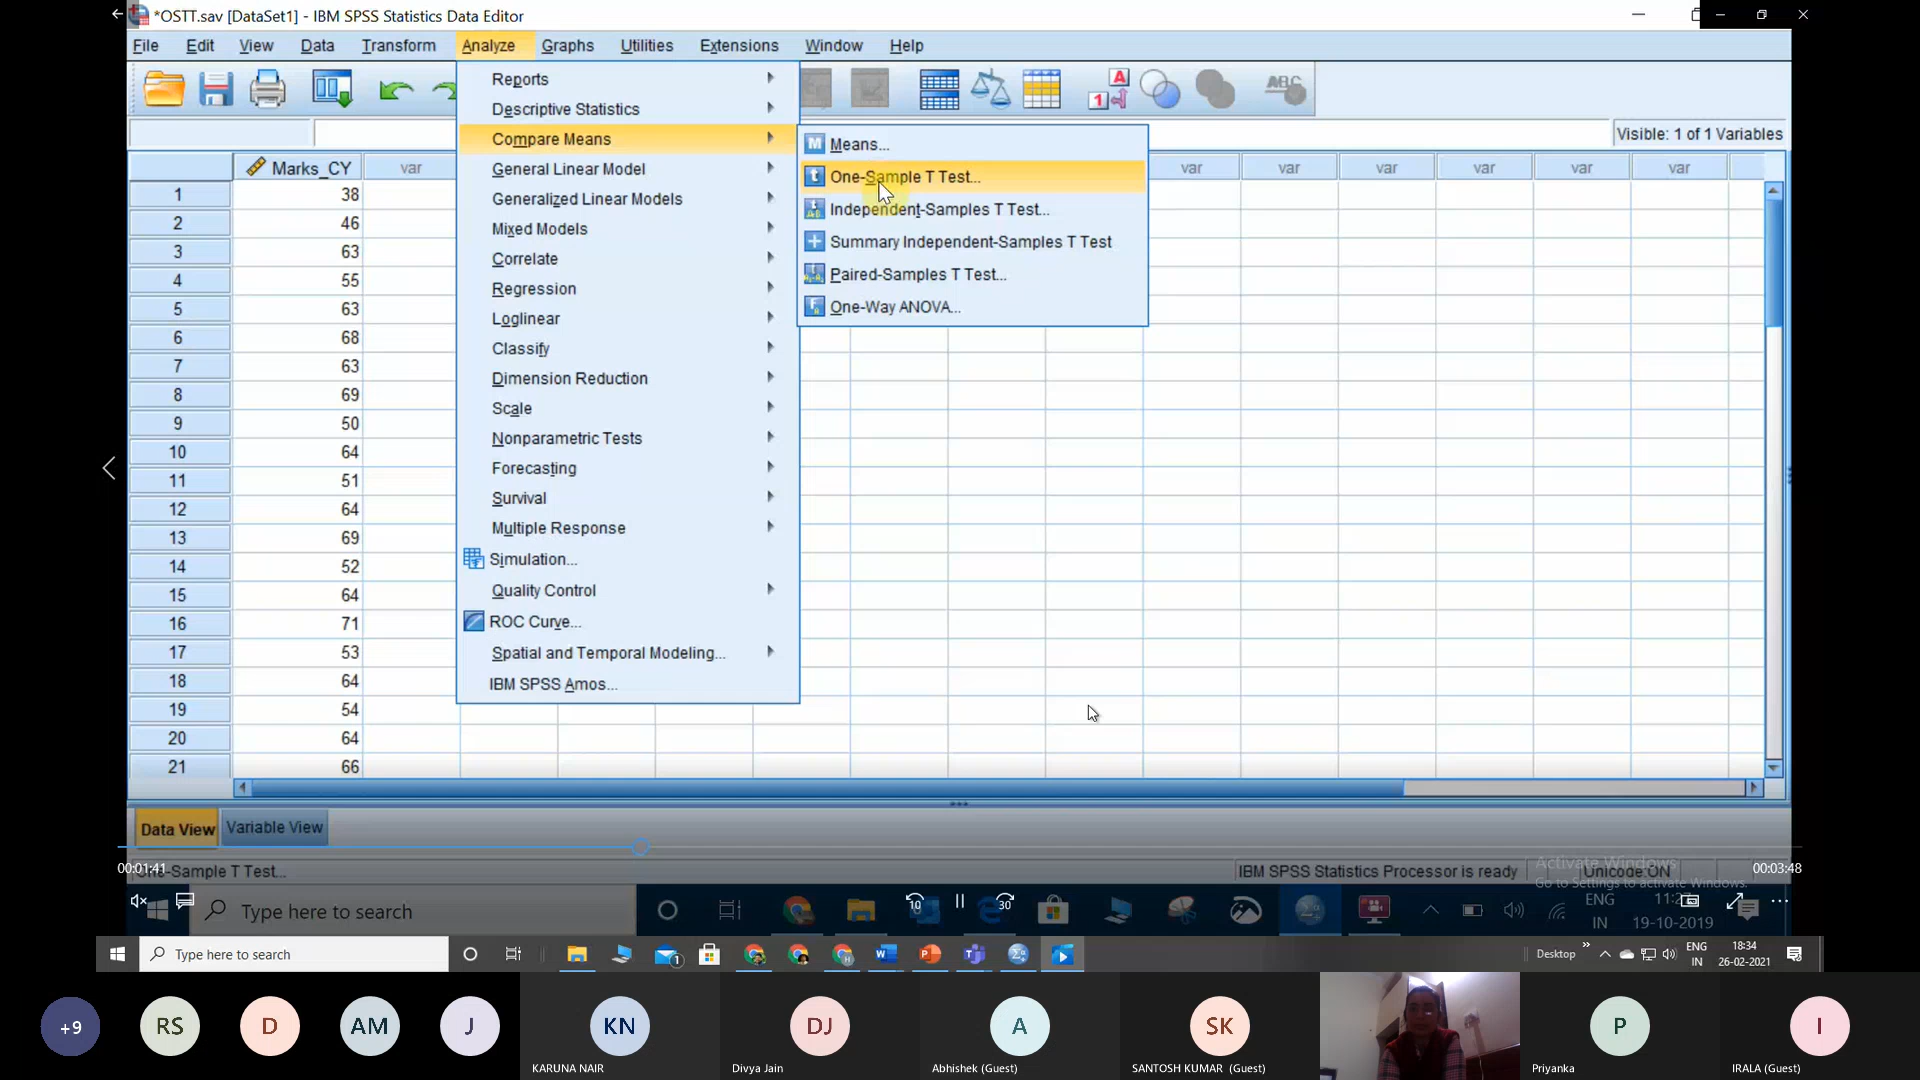 *OSTT.sav [DataSet1] - IBM SPSS Statistics Data Editor
File Edit View Data Transform Analyze Graphs Utilities Extensions Window Help
Visible: 1 of 1 Variables
Marks_CY var var var var var var var
1 38
2 46
3 63
4 55
5 63
6 68
7 63
8 69
9 50
10 64
11 51
12 64
13 69
14 52
15 64
16 71
17 53
18 64
19 54
20 64
21 66
Reports
Descriptive Statistics
Compare Means
General Linear Model
Generalized Linear Models
Mixed Models
Correlate
Regression
Loglinear
Classify
Dimension Reduction
Scale
Nonparametric Tests
Forecasting
Survival
Multiple Response
Simulation...
Quality Control
ROC Curve...
Spatial and Temporal Modeling...
IBM SPSS Amos...
Means...
One-Sample T Test...
Independent-Samples T Test...
Summary Independent-Samples T Test
Paired-Samples T Test...
One-Way ANOVA...
Data View Variable View
00:01:41 00:03:48
One-Sample T Test... IBM SPSS Statistics Processor is ready Unicode:ON
Activate Windows
Go to Settings to activate Windows.
Type here to search 10 30 ENG
IN 19-10-2019
Type here to search 1 Desktop ENG 18:34
IN 26-02-2021
+9 RS D AM J KN DJ A SK P I
KARUNA NAIR Divya Jain Abhishek (Guest) SANTOSH KUMAR (Guest) Priyanka IRALA (Guest)